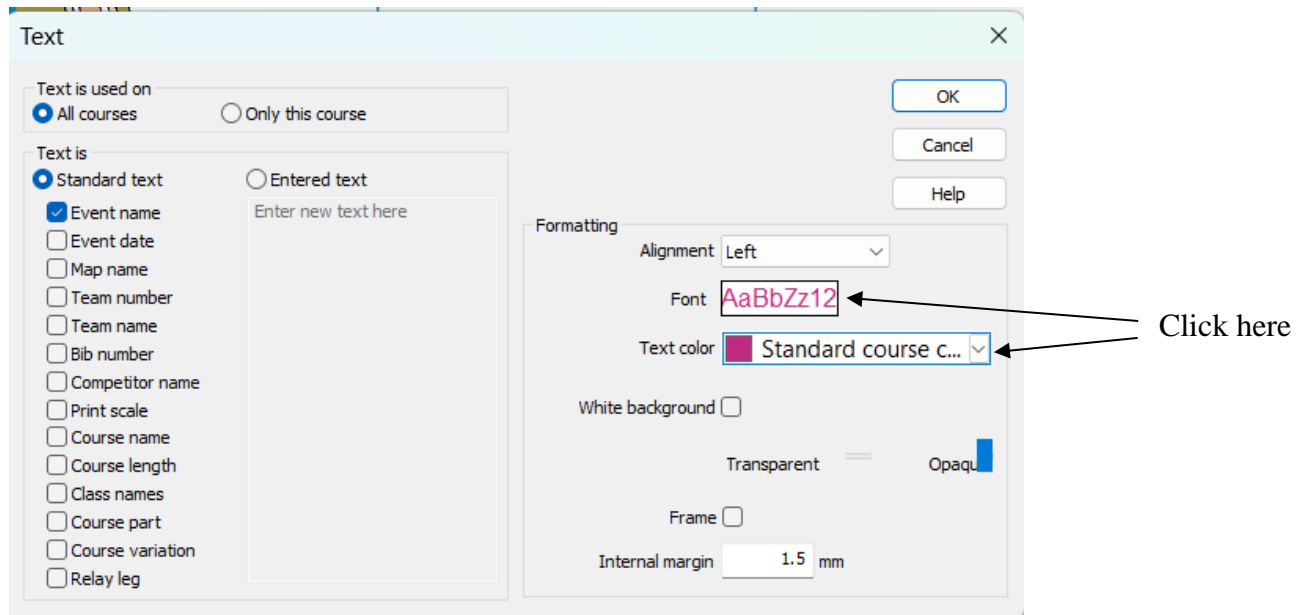 Text
Text is used on
All courses
Only this course
OK
Cancel
Help
Text is
Standard text
Entered text
Event name
Event date
Map name
Team number
Team name
Bib number
Competitor name
Print scale
Course name
Course length
Class names
Course part
Course variation
Relay leg
Enter new text here
Formatting
Alignment Left
Font AaBbZz12
Text color Standard course c...
White background
Transparent Opaqu
Frame
Internal margin 1.5 mm
Click here